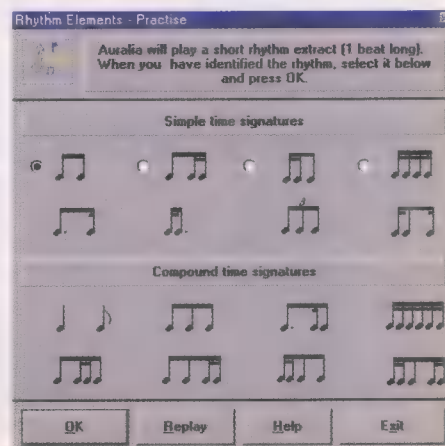 Rhythm Elements - Practise
Auralia will play a short rhythm extract (1 beat long).
When you have identified the rhythm, select it below
and press OK.
Simple time signatures
3
Compound time signatures
OK Replay Help Exit